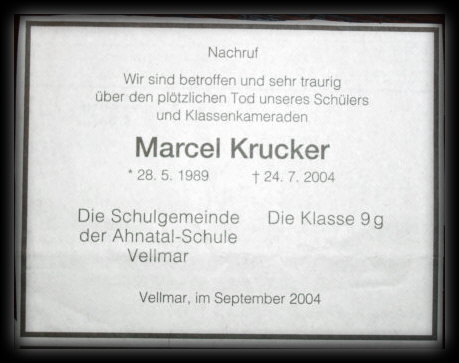 Nachruf
Wir sind betroffen und sehr traurig
über den plötzlichen Tod unseres Schülers
und Klassenkameraden
Marcel Krucker
* 28. 5. 1989 † 24. 7. 2004
Die Schulgemeinde
der Ahnatal-Schule
Vellmar
Die Klasse 9 g
Vellmar, im September 2004